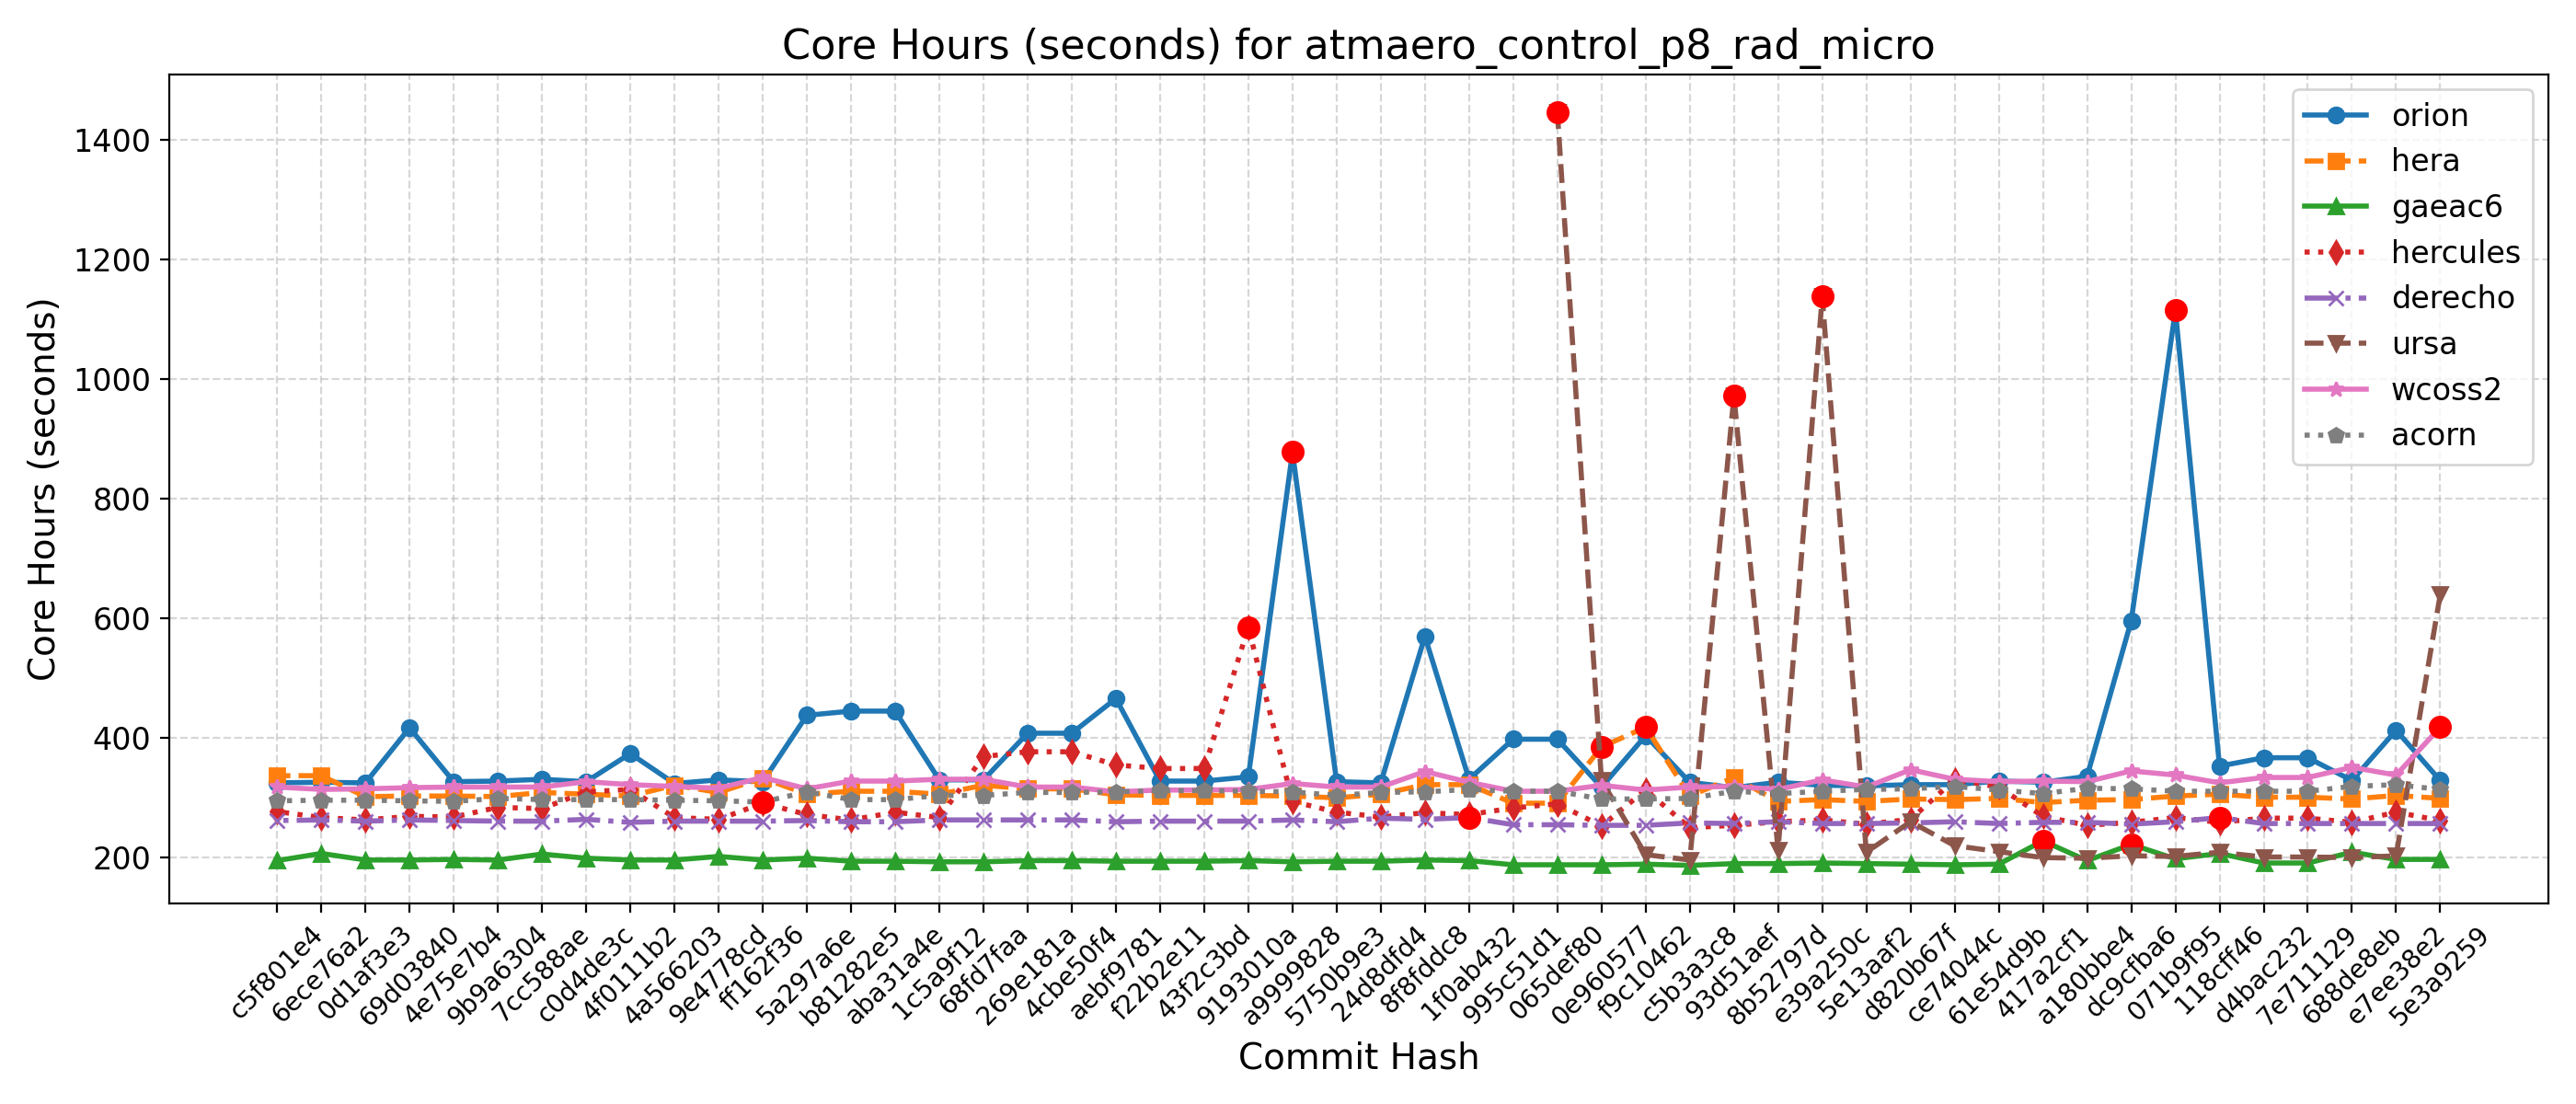 Core Hours (seconds) for atmaero_control_p8_rad_micro
Core Hours (seconds)
1400
1200
1000
800
600
400
200
orion
hera
gaeac6
hercules
derecho
ursa
wcoss2
acorn
c5f801e4
6ece76a2
0d1af3e3
69d03840
4e75e7b4
9b9a6304
7cc588ae
c0d4de3c
4f0111b2
4a566203
9e4778cd
ff162f36
5a297a6e
b81282e5
aba31a4e
1c5a9f12
68fd7faa
269e181a
4cbe50f4
aebf9781
f22b2e11
43f2c3bd
9193010a
a9999828
5750b9e3
24d8dfd4
8f8fddc8
1f0ab432
995c51d1
065def80
0e960577
f9c10462
c5b3a3c8
93d51aef
8b52797d
e39a250c
5e13aaf2
d820b67f
ce74044c
61e54d9b
417a2cf1
a180bbe4
dc9cfba6
071b9f95
118cff46
d4bac232
7e711129
688de8eb
e7ee38e2
5e3a9259
Commit Hash